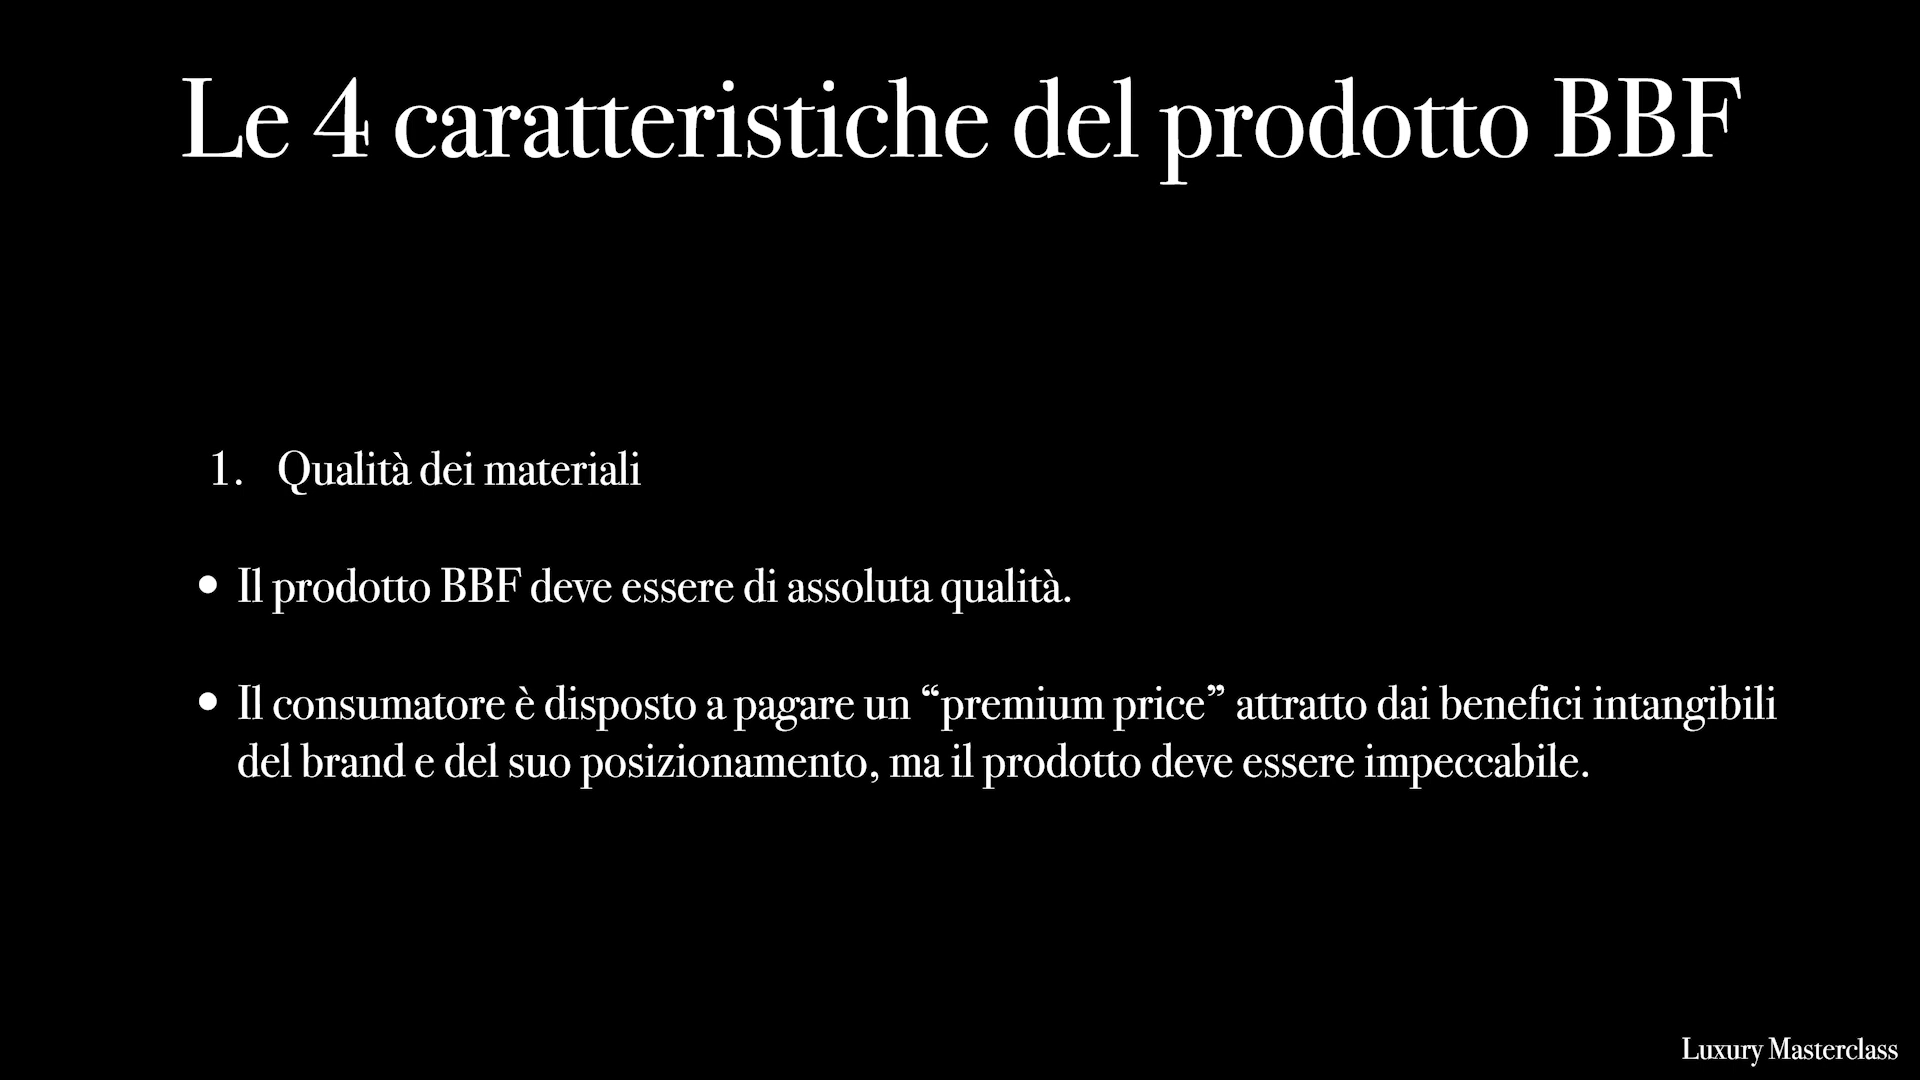 Le 4 caratteristiche del prodotto BBF
1. Qualità dei materiali
• Il prodotto BBF deve essere di assoluta qualità.
• Il consumatore è disposto a pagare un “premium price” attratto dai benefici intangibili
del brand e del suo posizionamento, ma il prodotto deve essere impeccabile.
Luxury Masterclass